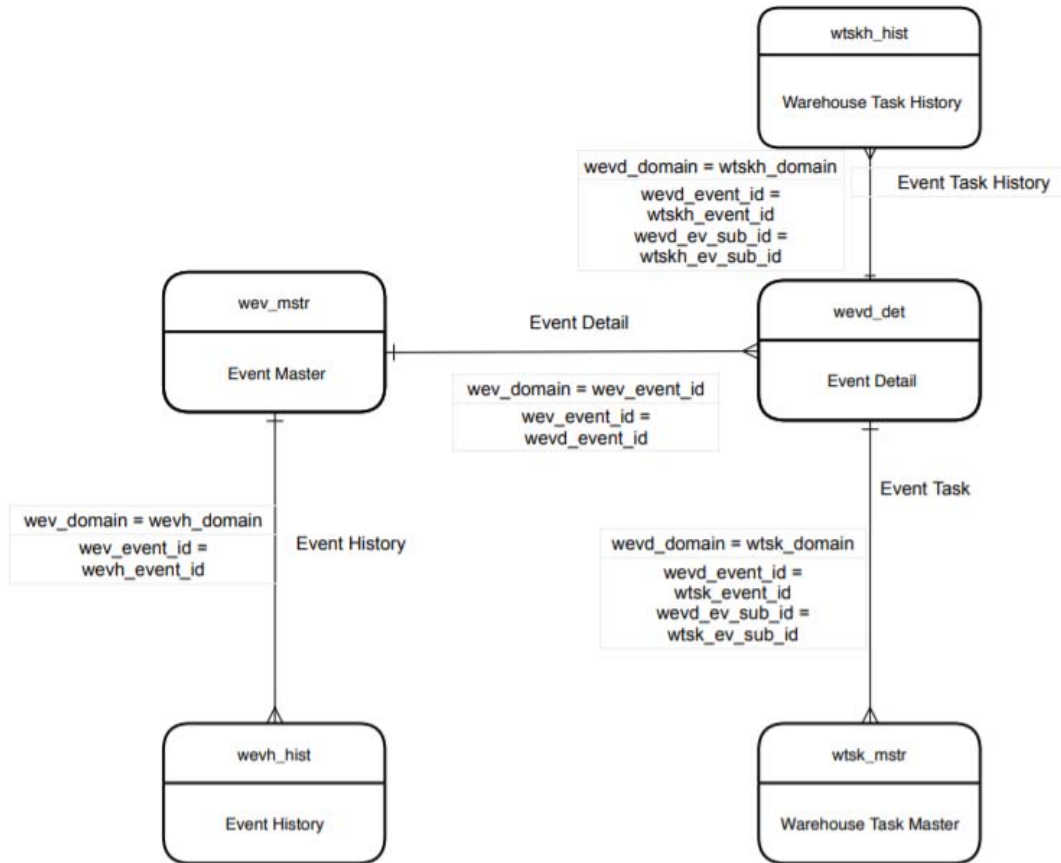 wtskh_hist
Warehouse Task History
wevd_domain = wtskh_domain
wevd_event_id =
wtskh_event_id
wevd_ev_sub_id =
wtskh_ev_sub_id
Event Task History
wev_mstr
Event Master
Event Detail
wevd_det
Event Detail
wev_domain = wev_event_id
wev_event_id =
wevd_event_id
Event Task
wev_domain = wevh_domain
wev_event_id =
wevh_event_id
Event History
wevd_domain = wtsk_domain
wevd_event_id =
wtsk_event_id
wevd_ev_sub_id =
wtsk_ev_sub_id
wevh_hist
Event History
wtsk_mstr
Warehouse Task Master